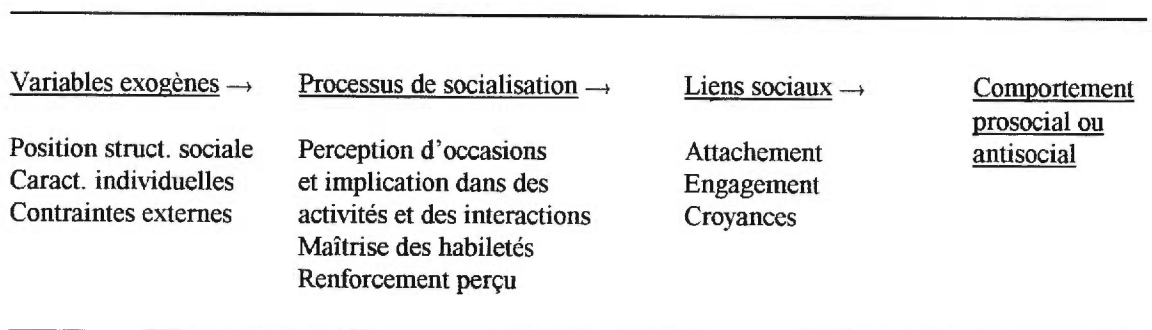 Variables exogènes → Processus de socialisation → Liens sociaux → Comportement
prosocial ou
antisocial
Position struct. sociale
Caract. individuelles
Contraintes externes
Perception d'occasions
et implication dans des
activités et des interactions
Maîtrise des habiletés
Renforcement perçu
Attachement
Engagement
Croyances